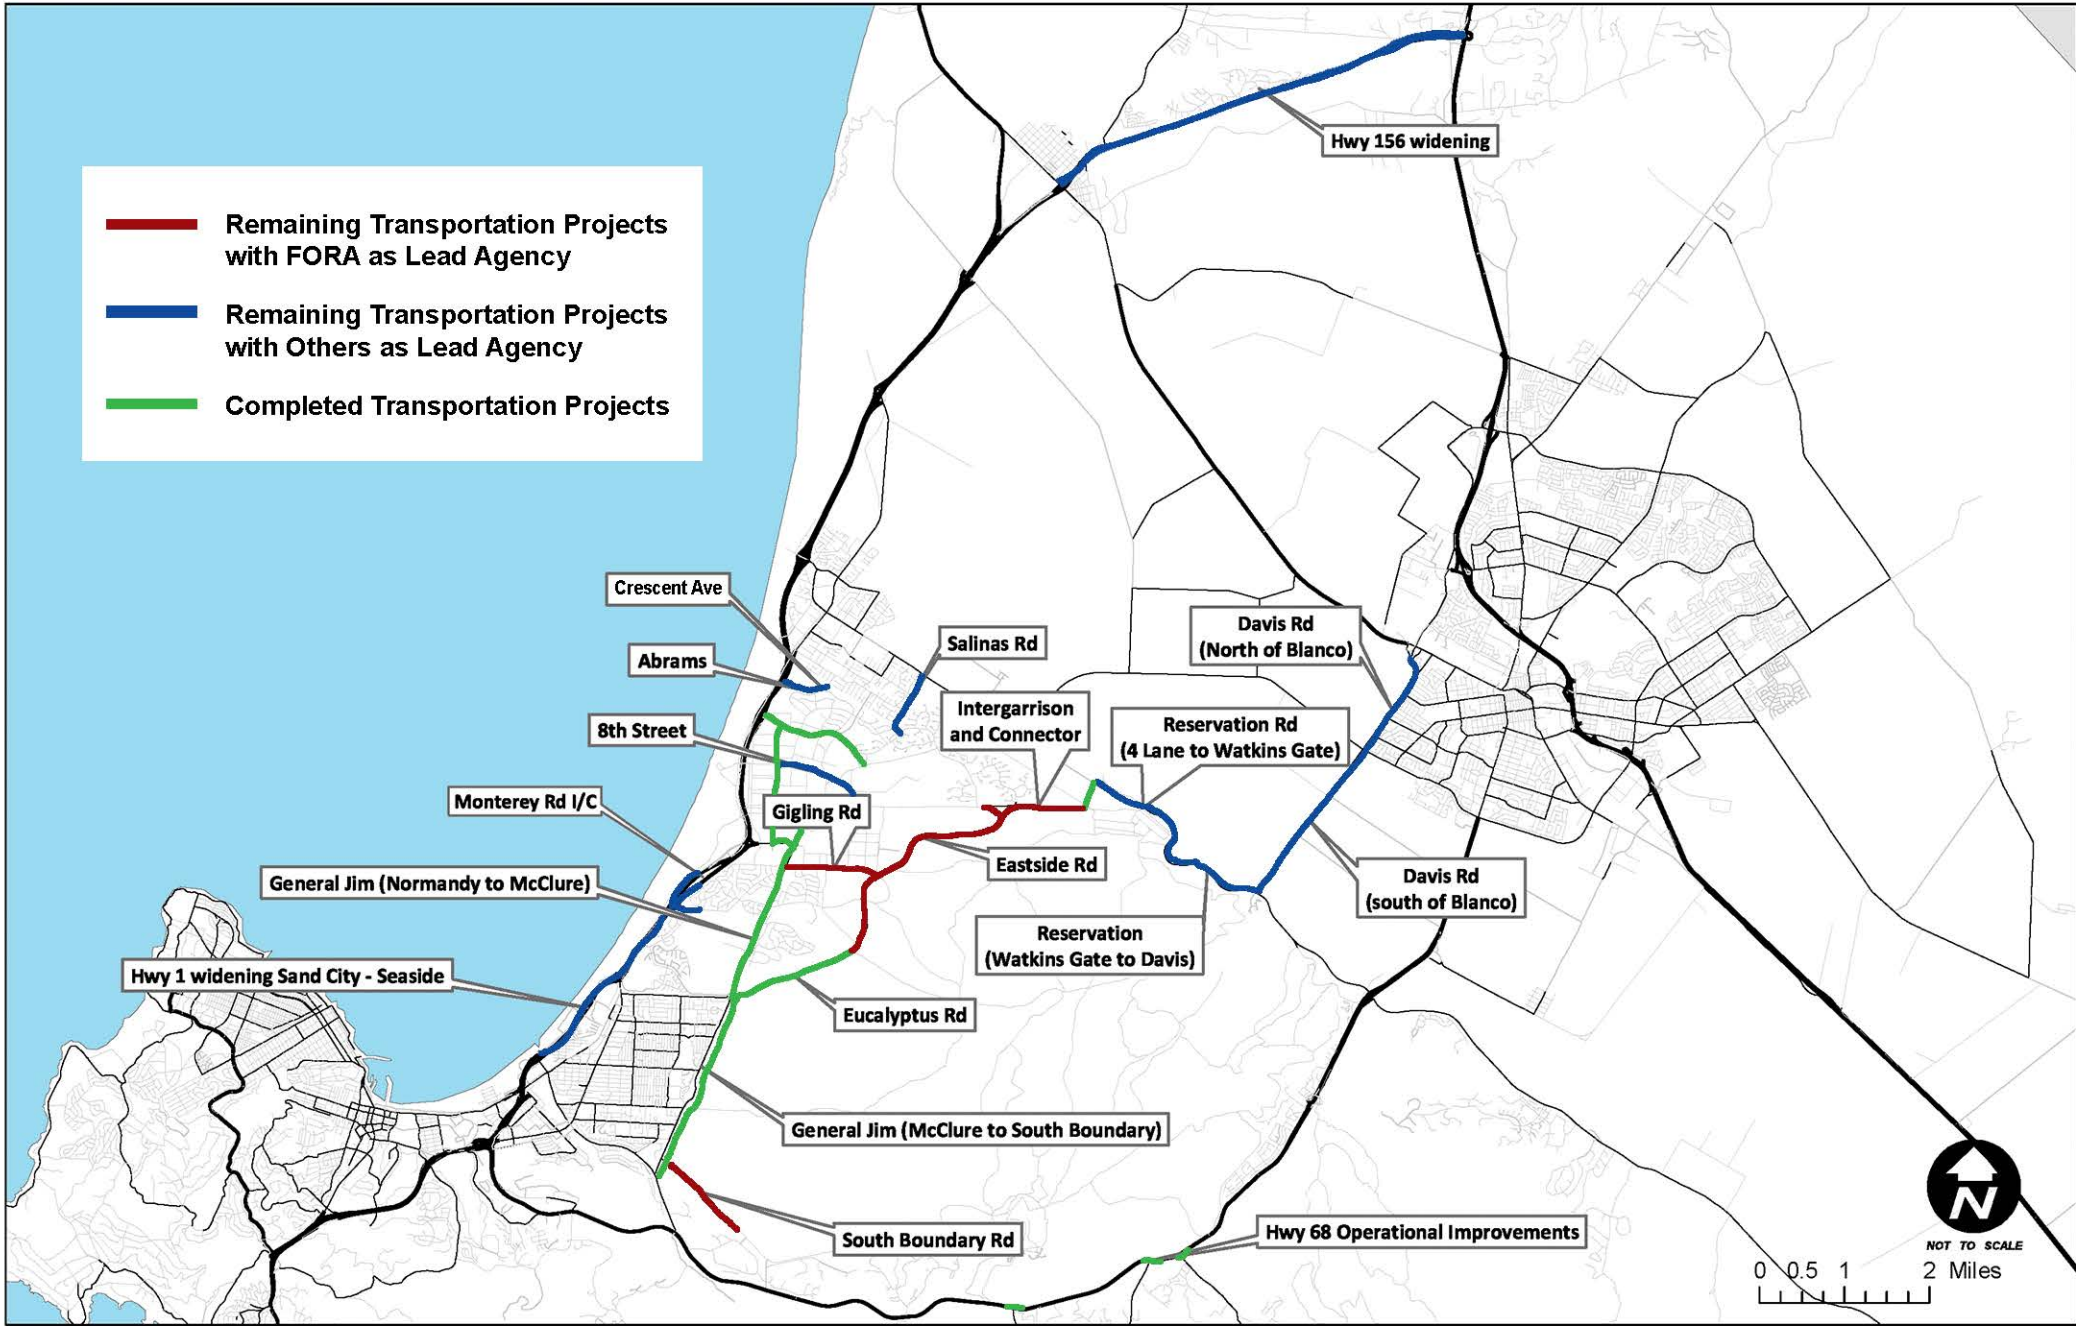 Hwy 156 widening
Remaining Transportation Projects
with FORA as Lead Agency
Remaining Transportation Projects
with Others as Lead Agency
Completed Transportation Projects
Crescent Ave
Abrams
Salinas Rd
Davis Rd
(North of Blanco)
8th Street
Intergarrison
and Connector
Reservation Rd
(4 Lane to Watkins Gate)
Monterey Rd I/C
Gigling Rd
General Jim (Normandy to McClure)
Eastside Rd
Davis Rd
(south of Blanco)
Reservation
(Watkins Gate to Davis)
Hwy 1 widening Sand City - Seaside
Eucalyptus Rd
General Jim (McClure to South Boundary)
South Boundary Rd
Hwy 68 Operational Improvements
N
NOT TO SCALE
0 0.5 1 2 Miles